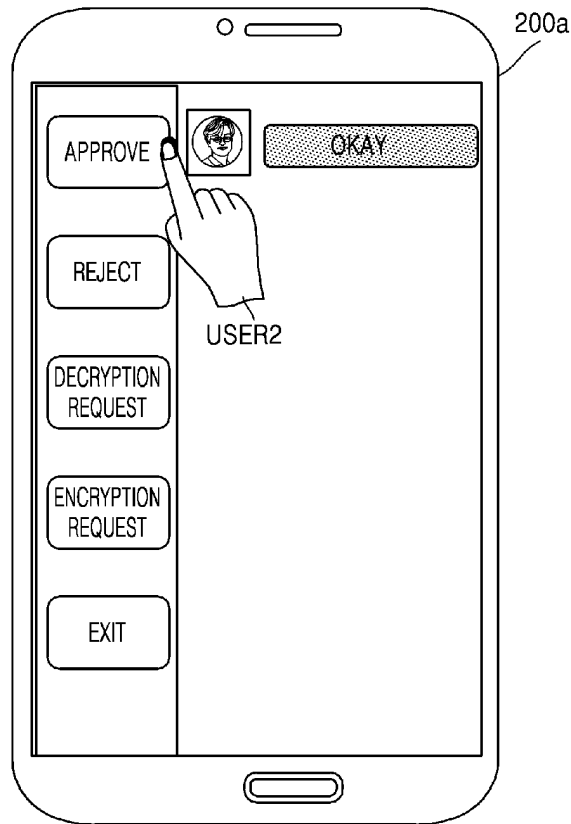 200a
APPROVE
OKAY
REJECT
USER2
DECRYPTION
REQUEST
ENCRYPTION
REQUEST
EXIT